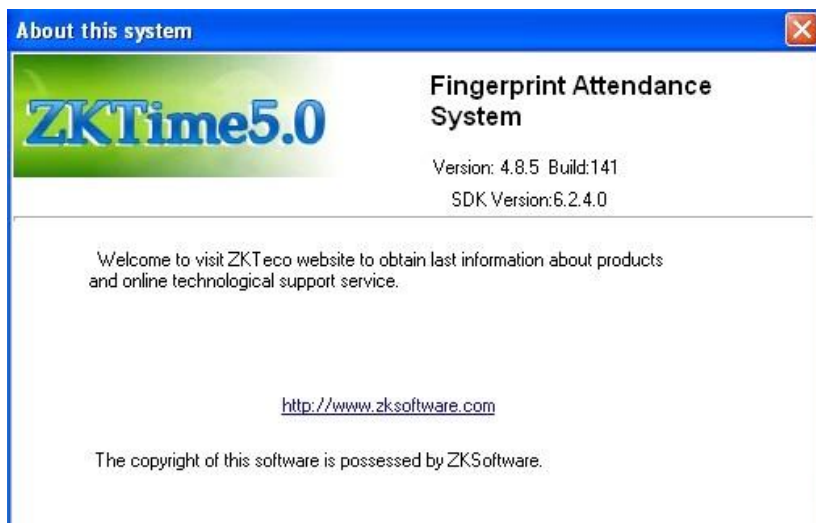 About this system
ZKTime5.0
Fingerprint Attendance
System
Version: 4.8.5 Build:141
SDK Version:6.2.4.0
Welcome to visit ZKTeco website to obtain last information about products
and online technological support service.
http://www.zksoftware.com
The copyright of this software is possessed by ZKSoftware.